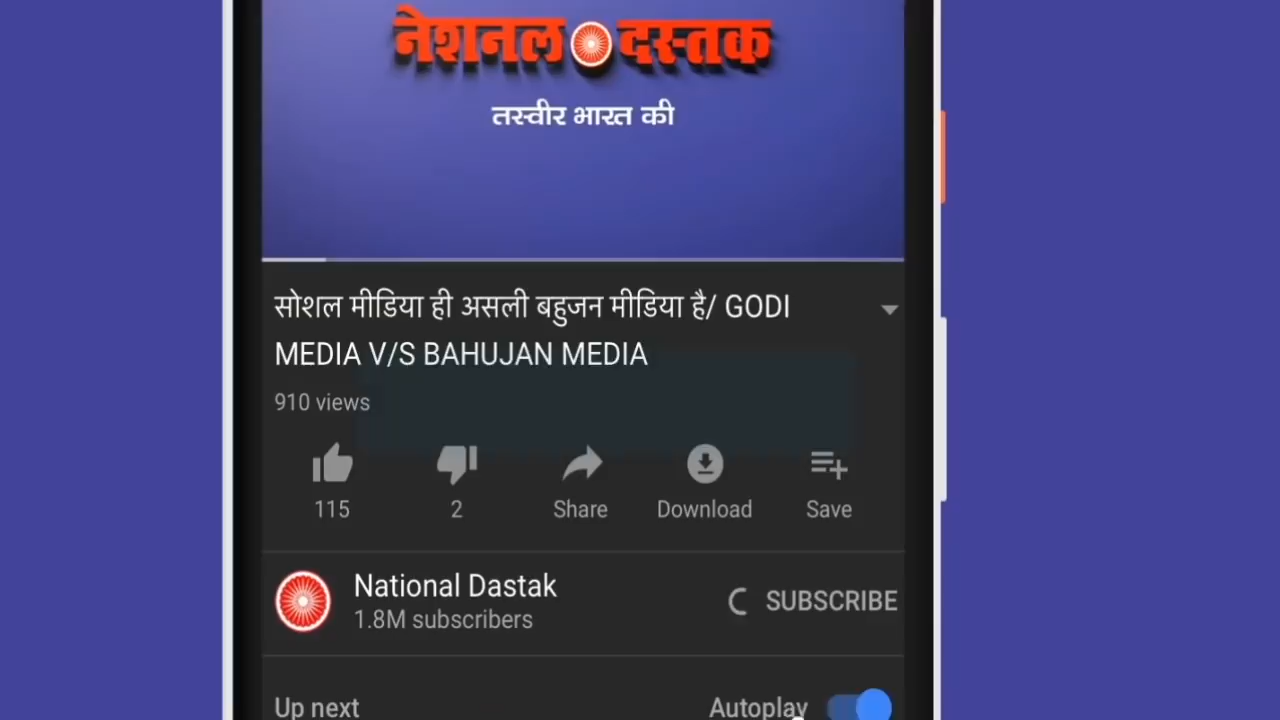 नेशनल दस्तक
तस्वीर भारत की
सोशल मीडिया ही असली बहुजन मीडिया है/ GODI
MEDIA V/S BAHUJAN MEDIA
910 views
115
2
Share
Download
Save
National Dastak
SUBSCRIBE
1.8M subscribers
Up next
Autoplay